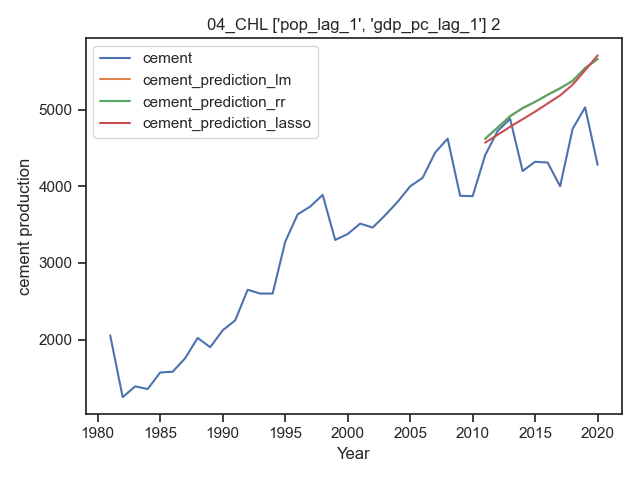 04_CHL ['pop_lag_1', 'gdp_pc_lag_1'] 2
cement
cement_prediction_lm
cement_prediction_rr
cement_prediction_lasso
cement production
5000
4000
3000
2000
1980 1985 1990 1995 2000 2005 2010 2015 2020
Year